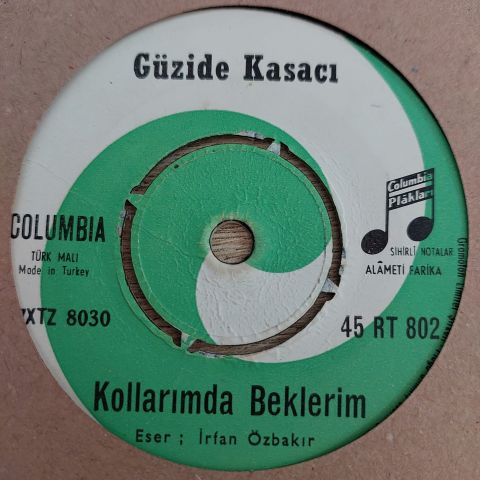 Güzide Kasacı
Columbia
Plâkları
SİHİRLİ NOTALAR
ALÂMETİ FARİKA
COLUMBIA
TÜRK MALI
Made in Turkey
XTZ 8030
45 RT 802
Kollarımda Beklerim
Eser ; İrfan Özbakır